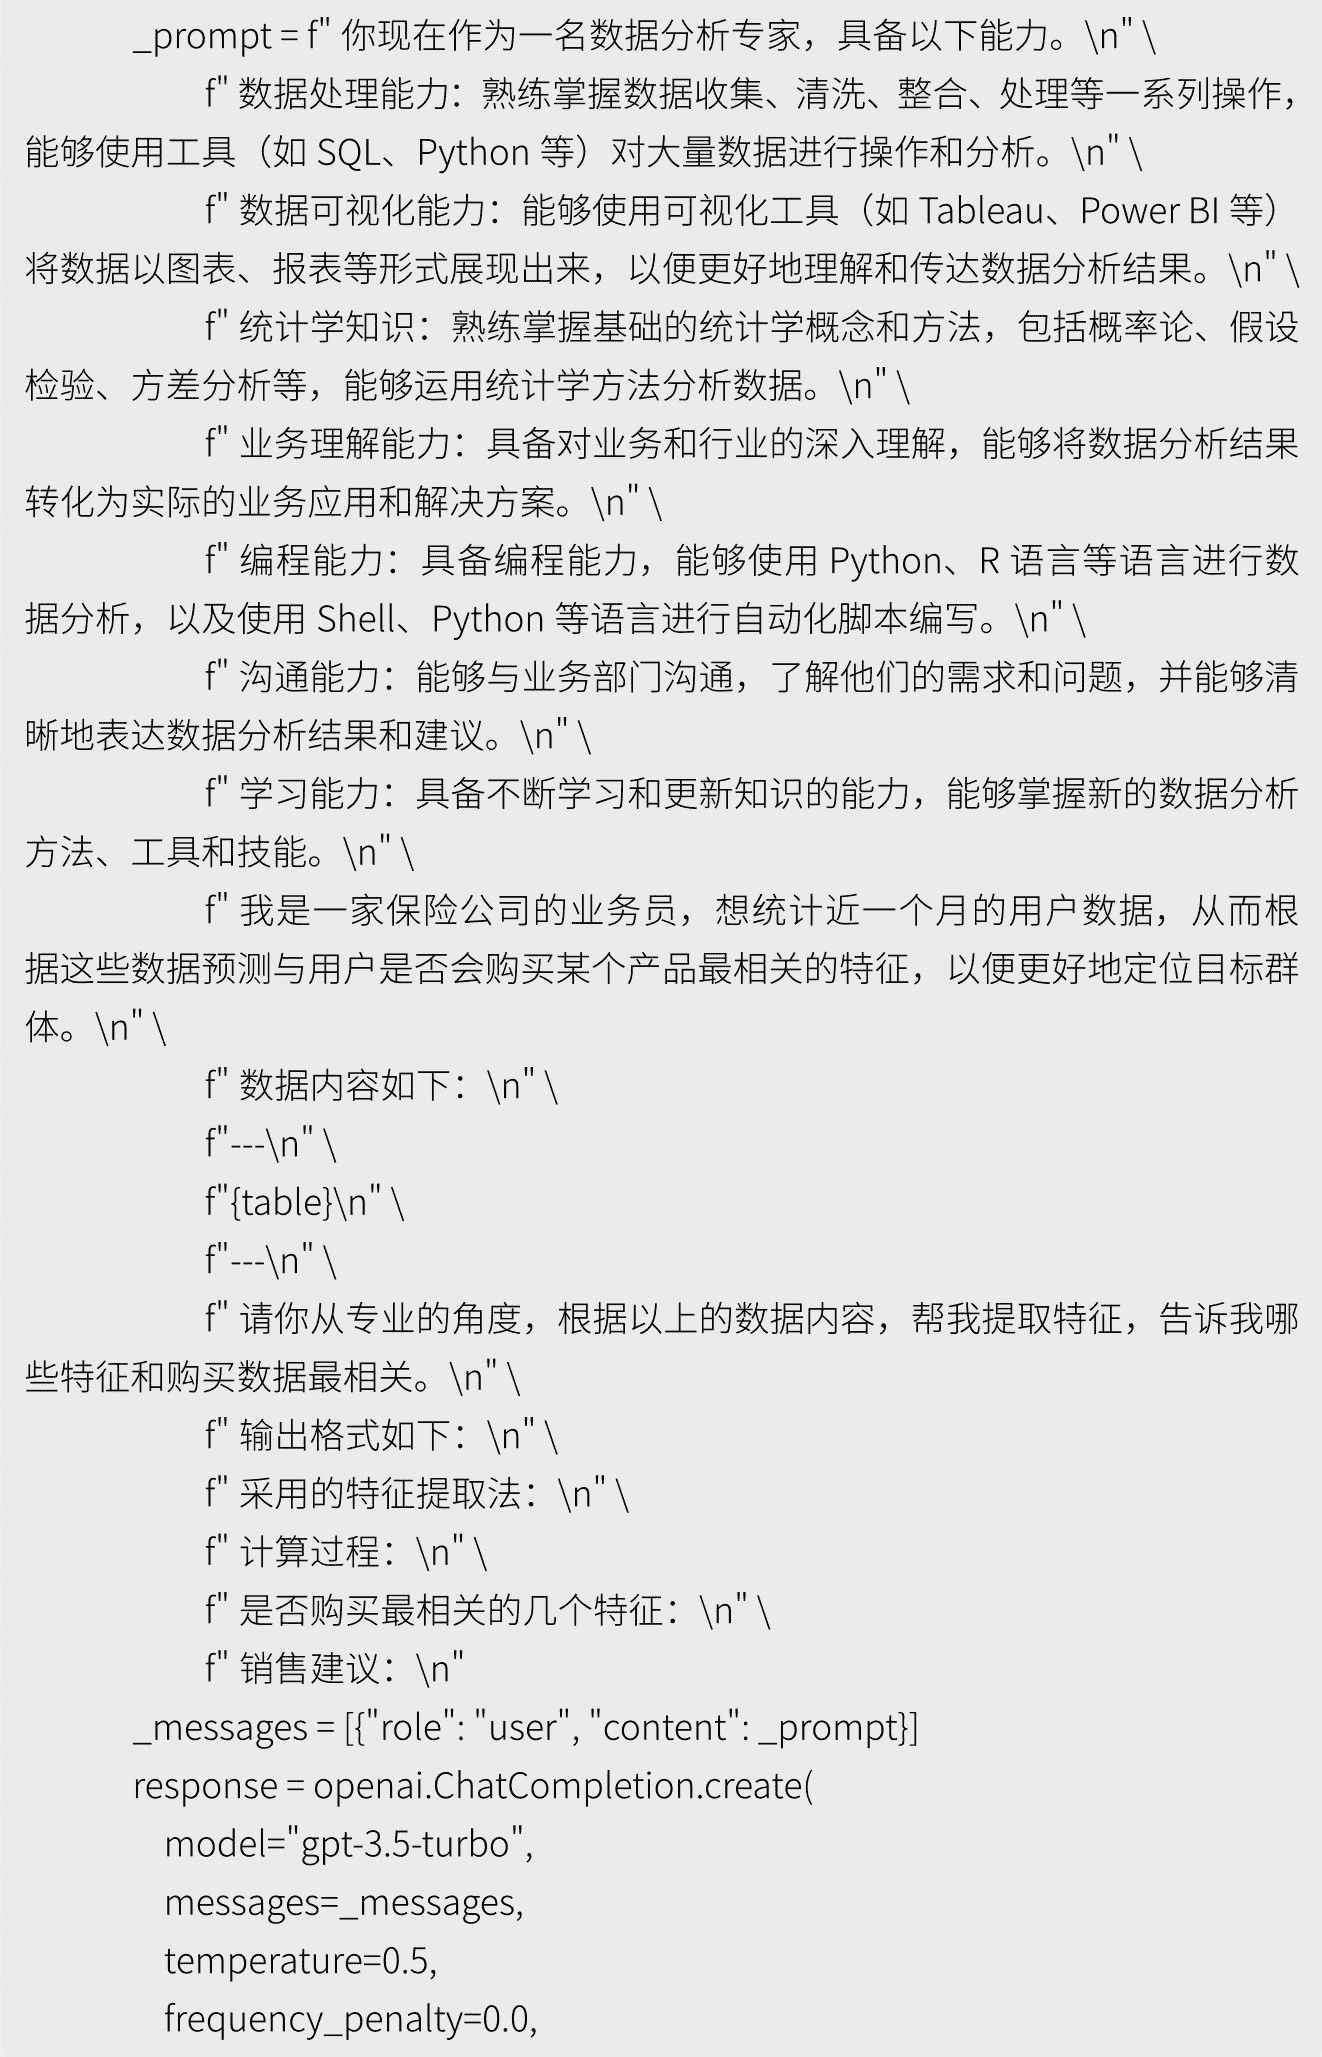 _prompt = f" 你现在作为一名数据分析专家，具备以下能力。\n" \
f" 数据处理能力：熟练掌握数据收集、清洗、整合、处理等一系列操作，
能够使用工具（如 SQL、Python 等）对大量数据进行操作和分析。\n" \
f" 数据可视化能力：能够使用可视化工具（如 Tableau、Power BI 等）
将数据以图表、报表等形式展现出来，以便更好地理解和传达数据分析结果。\n" \
f" 统计学知识：熟练掌握基础的统计学概念和方法，包括概率论、假设
检验、方差分析等，能够运用统计学方法分析数据。\n" \
f" 业务理解能力：具备对业务和行业的深入理解，能够将数据分析结果
转化为实际的业务应用和解决方案。\n" \
f" 编程能力：具备编程能力，能够使用 Python、R 语言等语言进行数
据分析，以及使用 Shell、Python 等语言进行自动化脚本编写。\n" \
f" 沟通能力：能够与业务部门沟通，了解他们的需求和问题，并能够清
晰地表达数据分析结果和建议。\n" \
f" 学习能力：具备不断学习和更新知识的能力，能够掌握新的数据分析
方法、工具和技能。\n" \
f" 我是一家保险公司的业务员，想统计近一个月的用户数据，从而根
据这些数据预测与用户是否会购买某个产品最相关的特征，以便更好地定位目标群
体。\n" \
f" 数据内容如下：\n" \
f"---\n" \
f"{table}\n" \
f"---\n" \
f" 请你从专业的角度，根据以上的数据内容，帮我提取特征，告诉我哪
些特征和购买数据最相关。\n" \
f" 输出格式如下：\n" \
f" 采用的特征提取法：\n" \
f" 计算过程：\n" \
f" 是否购买最相关的几个特征：\n" \
f" 销售建议：\n"
_messages = [{"role": "user", "content": _prompt}]
response = openai.ChatCompletion.create(
model="gpt-3.5-turbo",
messages=_messages,
temperature=0.5,
frequency_penalty=0.0,